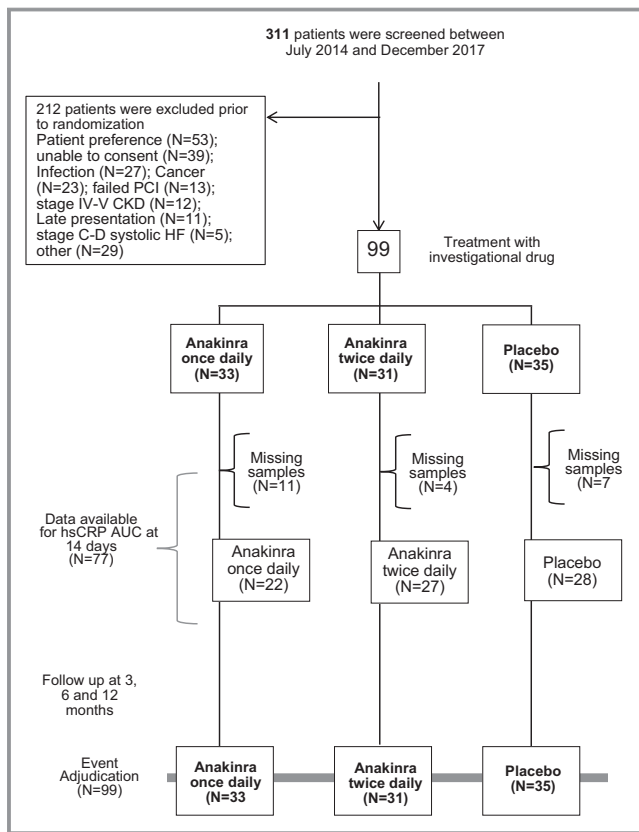 311 patients were screened between
July 2014 and December 2017
212 patients were excluded prior
to randomization
Patient preference (N=53);
unable to consent (N=39);
Infection (N=27); Cancer
(N=23); failed PCI (N=13);
stage IV-V CKD (N=12);
Late presentation (N=11);
stage C-D systolic HF (N=5);
other (N=29)
99
Treatment with
investigational drug
Anakinra
once daily
(N=33)
Anakinra
twice daily
(N=31)
Placebo
(N=35)
Missing
samples
(N=11)
Missing
samples
(N=4)
Missing
samples
(N=7
Data available
for hsCRP AUC at
14 days
(N=77)
Anakinra
once daily
(N=22)
Anakinra
twice daily
(N=27)
Placebo
(N=28)
Follow up at 3,
6 and 12
months
Event
Adjudication
(N=99)
Anakinra
once daily
(N=33
Anakinra
twice daily
(N=31)
Placebo
(N=35)